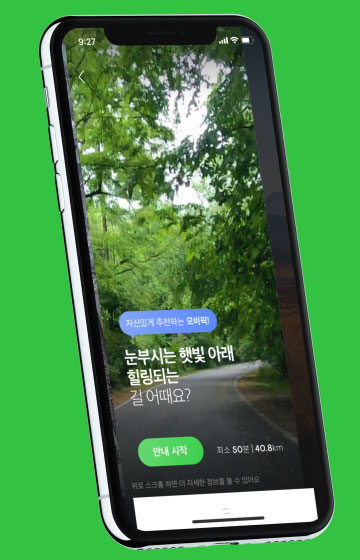 9:27
자신있게 추천하는 모비픽!
눈부시는 햇빛 아래
힐링되는
길 어때요?
안내 시작
최소 50분 | 40.8km
위로 스크롤 하면 더 자세한 정보를 볼 수 있어요